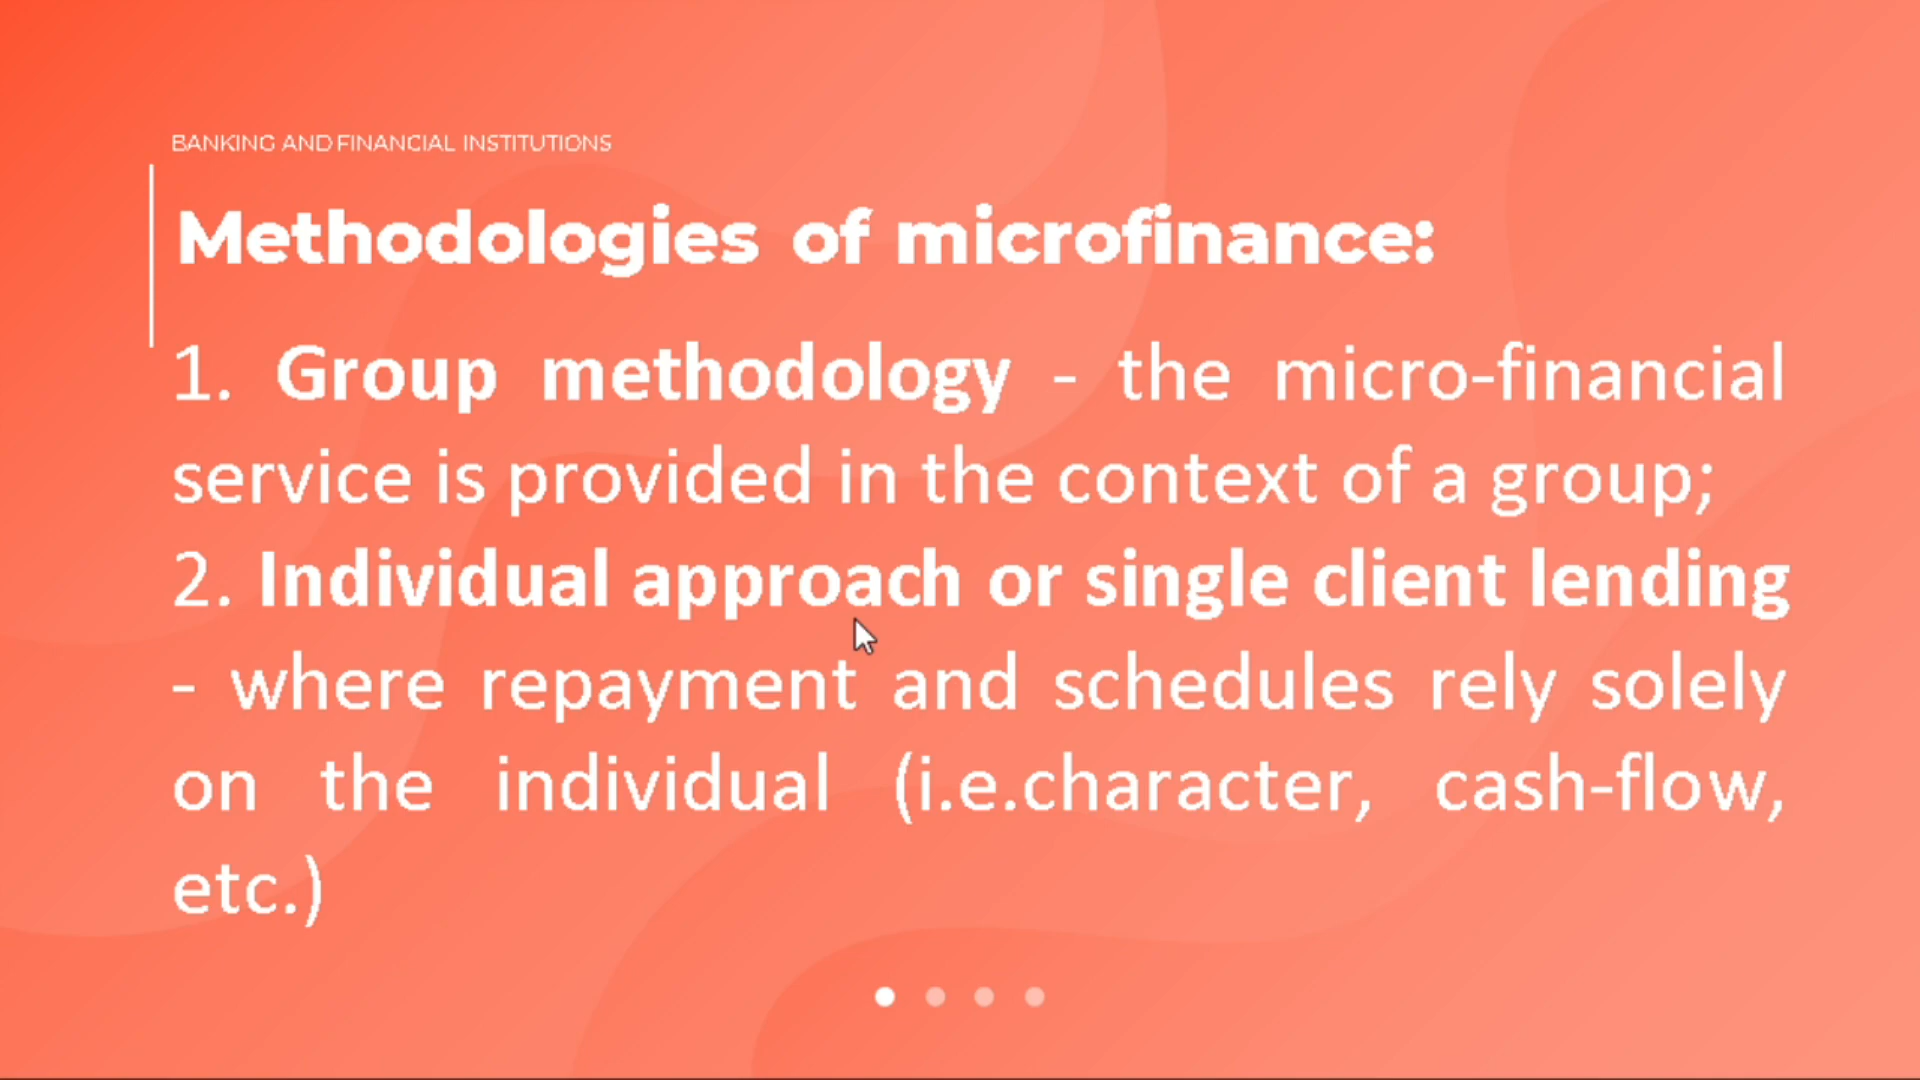 BANKING AND FINANCIAL INSTITUTIONS
Methodologies of microfinance:
1. Group methodology - the micro-financial
service is provided in the context of a group;
2. Individual approach or single client lending
- where repayment and schedules rely solely
on the individual (i.e.character, cash-flow,
etc.)